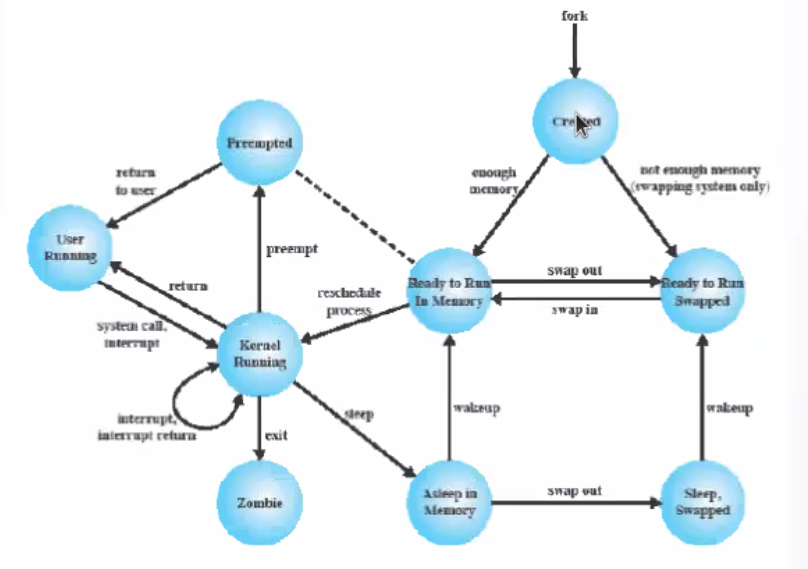 fork
Created
Preempted
enough
memory
not enough memory
(swapping system only)
return
to user
User
Running
preempt
return
Ready to Run
In Memory
swap out
swap in
Ready to Run
Swapped
reschedule
process
system call,
interrupt
Kernel
Running
interrupt,
interrupt return
sleep
exit
wakeup
wakeup
Zombie
Asleep in
Memory
swap out
Sleep,
Swapped